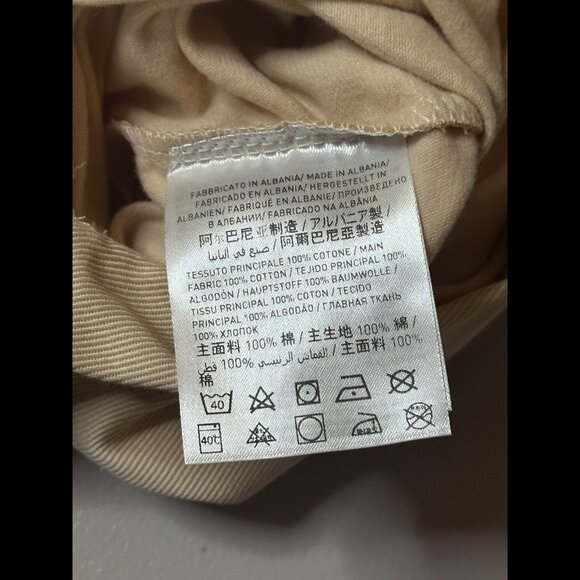 FABBRICATO IN ALBANIA/ MADE IN ALBANIA/
FABRICADO EN ALBANIA/ HERGESTELLT IN
ALBANIEN/ FABRIQUÉ EN ALBANIE/ ПРОИЗВЕДЕНО
В АЛБАНИИ/ FABRICADO NA ALBÂNIA
阿尔巴尼亚制造 / アルバニア製 /
صنع في ألبانيا / 阿爾巴尼亞製造 /
TESSUTO PRINCIPALE 100% COTONE / MAIN
FABRIC 100% COTTON / TEJIDO PRINCIPAL 100%
ALGODÓN / HAUPTSTOFF 100% BAUMWOLLE /
TISSU PRINCIPAL 100% COTON / TECIDO
PRINCIPAL 100% ALGODÃO / ГЛАВНАЯ ТКАНЬ
100% ХЛОПОК
主面料 100% 棉 / 主生地 100% 綿 /
主面料 100% القماش الرئيسي / 100% قطن
棉
40
40°C